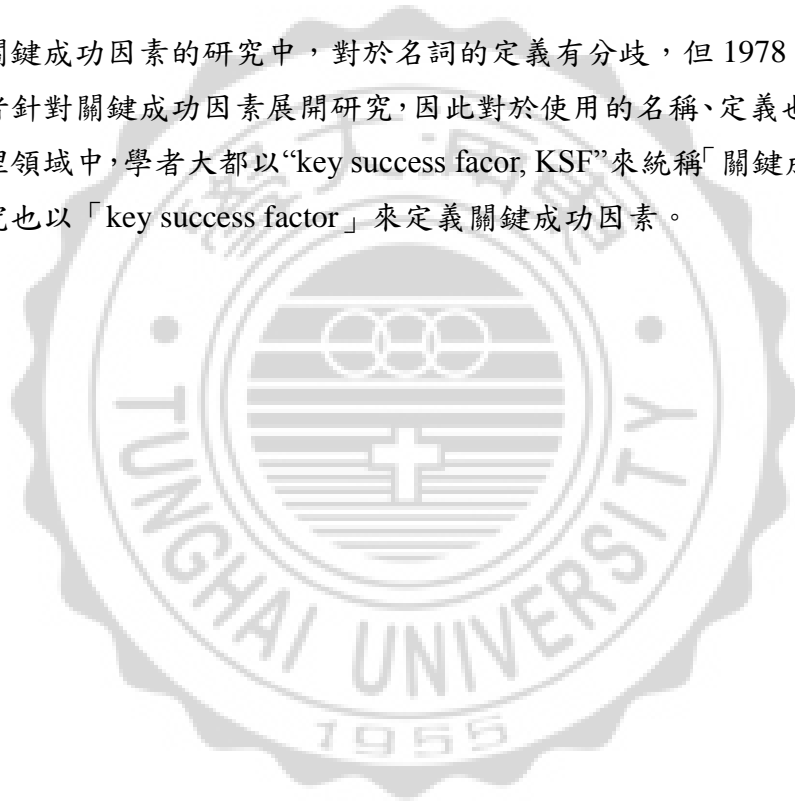 關鍵成功因素的研究中，對於名詞的定義有分歧，但 1978
者針對關鍵成功因素展開研究，因此對於使用的名稱、定義也
理領域中，學者大都以“key success facor, KSF”來統稱「關鍵成
究也以「key success factor」來定義關鍵成功因素。
TUNGHAI UNIVERSITY
1955